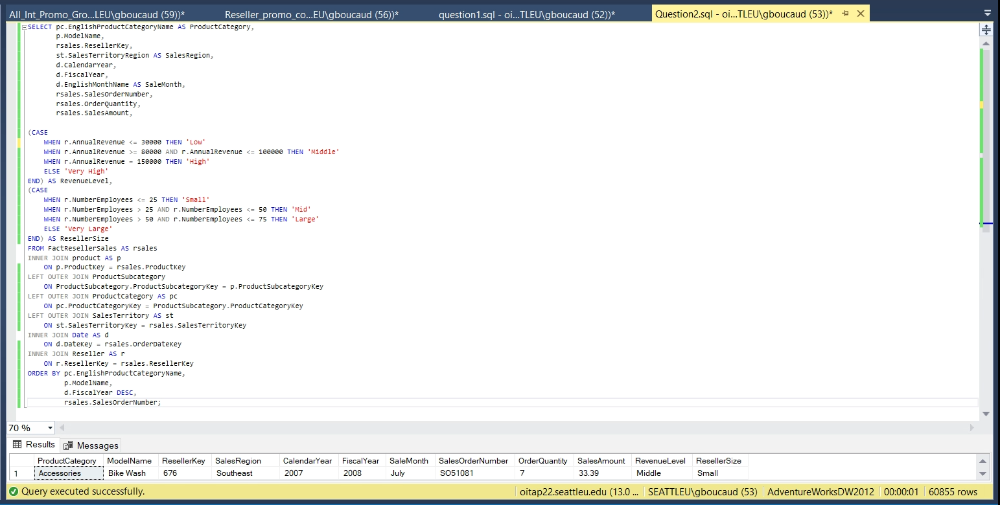 All_Int_Promo_Gro...LEU\gboucaud (59))* Reseller_promo_co...EU\gboucaud (56))* question1.sql - oi...TLEU\gboucaud (52))* Question2.sql - oi...TLEU\gboucaud (53))*
SELECT pc.EnglishProductCategoryName AS ProductCategory,
p.ModelName,
rsales.ResellerKey,
st.SalesTerritoryRegion AS SalesRegion,
d.CalendarYear,
d.FiscalYear,
d.EnglishMonthName AS SaleMonth,
rsales.SalesOrderNumber,
rsales.OrderQuantity,
rsales.SalesAmount,
(CASE
WHEN r.AnnualRevenue <= 30000 THEN 'Low'
WHEN r.AnnualRevenue >= 80000 AND r.AnnualRevenue <= 100000 THEN 'Middle'
WHEN r.AnnualRevenue = 150000 THEN 'High'
ELSE 'Very High'
END) AS RevenueLevel,
(CASE
WHEN r.NumberEmployees <= 25 THEN 'Small'
WHEN r.NumberEmployees > 25 AND r.NumberEmployees <= 50 THEN 'Mid'
WHEN r.NumberEmployees > 50 AND r.NumberEmployees <= 75 THEN 'Large'
ELSE 'Very Large'
END) AS ResellerSize
FROM FactResellerSales AS rsales
INNER JOIN product AS p
ON p.ProductKey = rsales.ProductKey
LEFT OUTER JOIN ProductSubcategory
ON ProductSubcategory.ProductSubcategoryKey = p.ProductSubcategoryKey
LEFT OUTER JOIN ProductCategory AS pc
ON pc.ProductCategoryKey = ProductSubcategory.ProductCategoryKey
LEFT OUTER JOIN SalesTerritory AS st
ON st.SalesTerritoryKey = rsales.SalesTerritoryKey
INNER JOIN Date AS d
ON d.DateKey = rsales.OrderDateKey
INNER JOIN Reseller AS r
ON r.ResellerKey = rsales.ResellerKey
ORDER BY pc.EnglishProductCategoryName,
p.ModelName,
d.FiscalYear DESC,
rsales.SalesOrderNumber;
70 %
Results Messages
ProductCategory ModelName ResellerKey SalesRegion CalendarYear FiscalYear SaleMonth SalesOrderNumber OrderQuantity SalesAmount RevenueLevel ResellerSize
1 Accessories Bike Wash 676 Southeast 2007 2008 July SO51081 7 33.39 Middle Small
Query executed successfully. oitap22.seattleu.edu (13.0 ... SEATTLEU\gboucaud (53) AdventureWorksDW2012 00:00:01 60855 rows